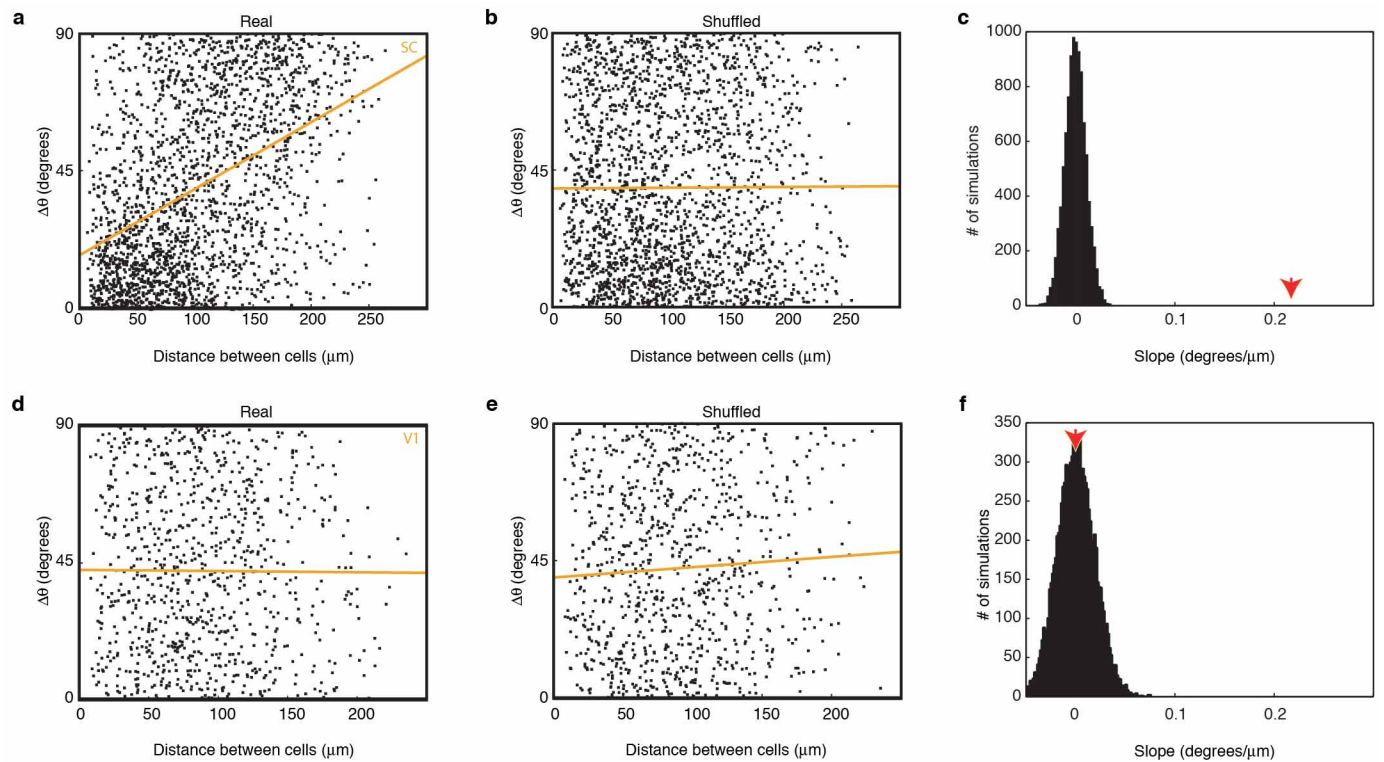 a
Real
90
SC
45
0
Δθ (degrees)
0 50 100 150 200 250
Distance between cells (μm)
b
Shuffled
90
45
0
Δθ (degrees)
0 50 100 150 200 250
Distance between cells (μm)
c
1000
800
600
400
200
0
# of simulations
0 0.1 0.2
Slope (degrees/μm)
d
Real
90
V1
45
0
Δθ (degrees)
0 50 100 150 200
Distance between cells (μm)
e
Shuffled
90
45
0
Δθ (degrees)
0 50 100 150 200
Distance between cells (μm)
f
350
300
250
200
150
100
50
0
# of simulations
0 0.1 0.2
Slope (degrees/μm)